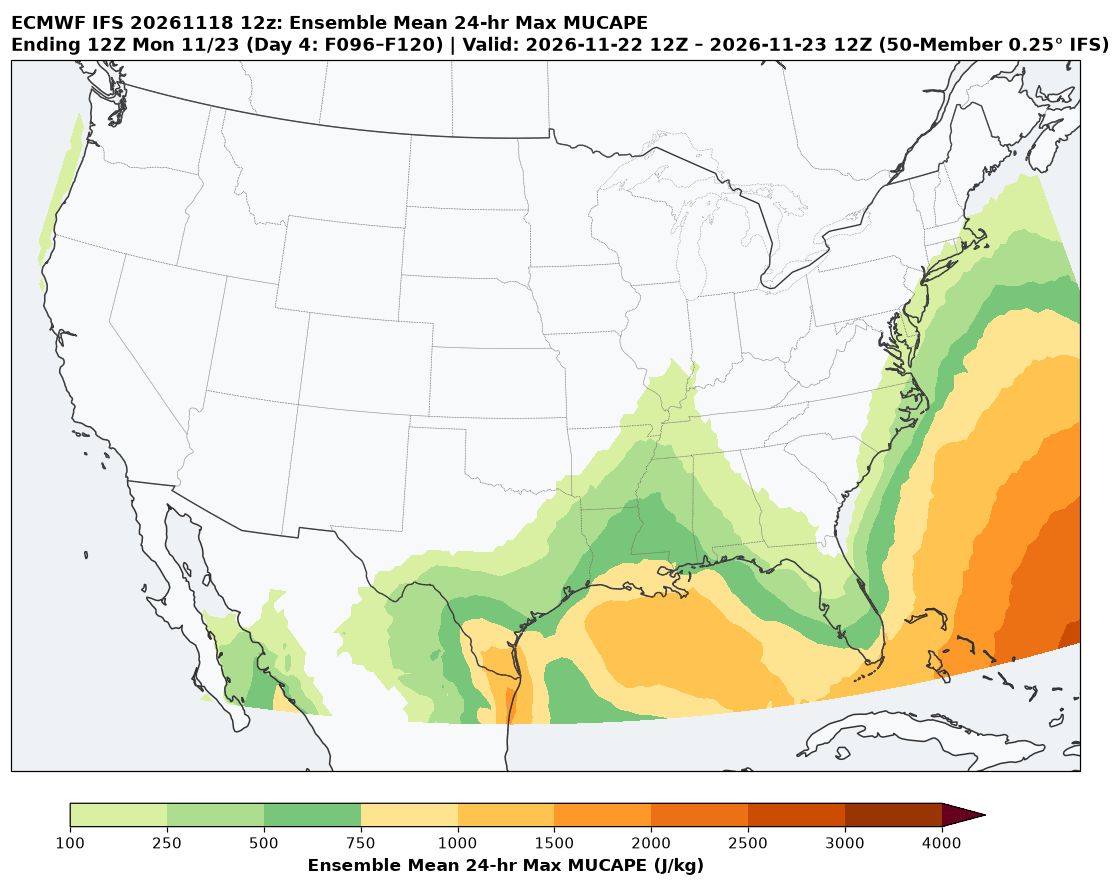 ECMWF IFS 20261118 12z: Ensemble Mean 24-hr Max MUCAPE
Ending 12Z Mon 11/23 (Day 4: F096–F120) | Valid: 2026-11-22 12Z – 2026-11-23 12Z (50-Member 0.25° IFS)
100 250 500 750 1000 1500 2000 2500 3000 4000
Ensemble Mean 24-hr Max MUCAPE (J/kg)